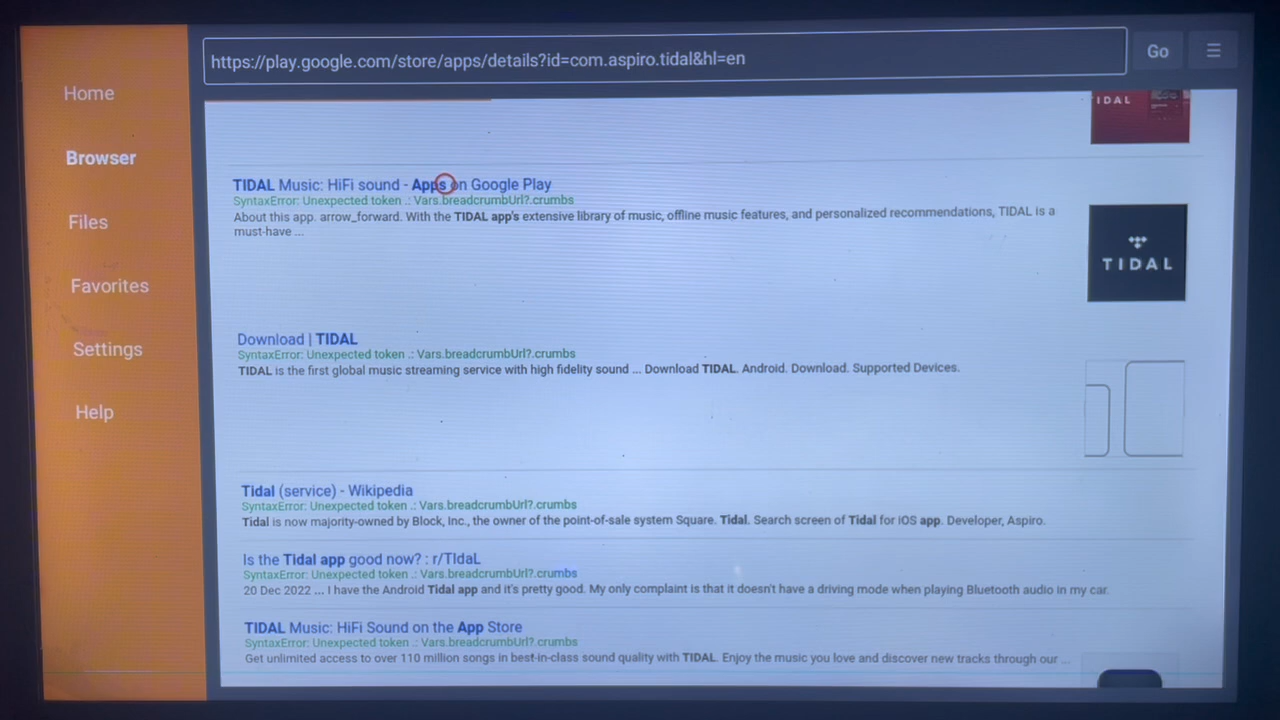 https://play.google.com/store/apps/details?id=com.aspiro.tidal&hl=en
Go
Home
Browser
Files
Favorites
Settings
Help
TIDAL
TIDAL Music: HiFi sound - Apps on Google Play
SyntaxError: Unexpected token .: Vars.breadcrumbUrl?.crumbs
About this app. arrow_forward. With the TIDAL app's extensive library of music, offline music features, and personalized recommendations, TIDAL is a
must-have ...
TIDAL
Download | TIDAL
SyntaxError: Unexpected token .: Vars.breadcrumbUrl?.crumbs
TIDAL is the first global music streaming service with high fidelity sound ... Download TIDAL. Android. Download. Supported Devices.
Tidal (service) - Wikipedia
SyntaxError: Unexpected token .: Vars.breadcrumbUrl?.crumbs
Tidal is now majority-owned by Block, Inc., the owner of the point-of-sale system Square. Tidal. Search screen of Tidal for iOS app. Developer, Aspiro.
Is the Tidal app good now? : r/TIdaL
SyntaxError: Unexpected token .: Vars.breadcrumbUrl?.crumbs
20 Dec 2022 ... I have the Android Tidal app and it's pretty good. My only complaint is that it doesn't have a driving mode when playing Bluetooth audio in my car.
TIDAL Music: HiFi Sound on the App Store
SyntaxError: Unexpected token .: Vars.breadcrumbUrl?.crumbs
Get unlimited access to over 110 million songs in best-in-class sound quality with TIDAL. Enjoy the music you love and discover new tracks through our ...